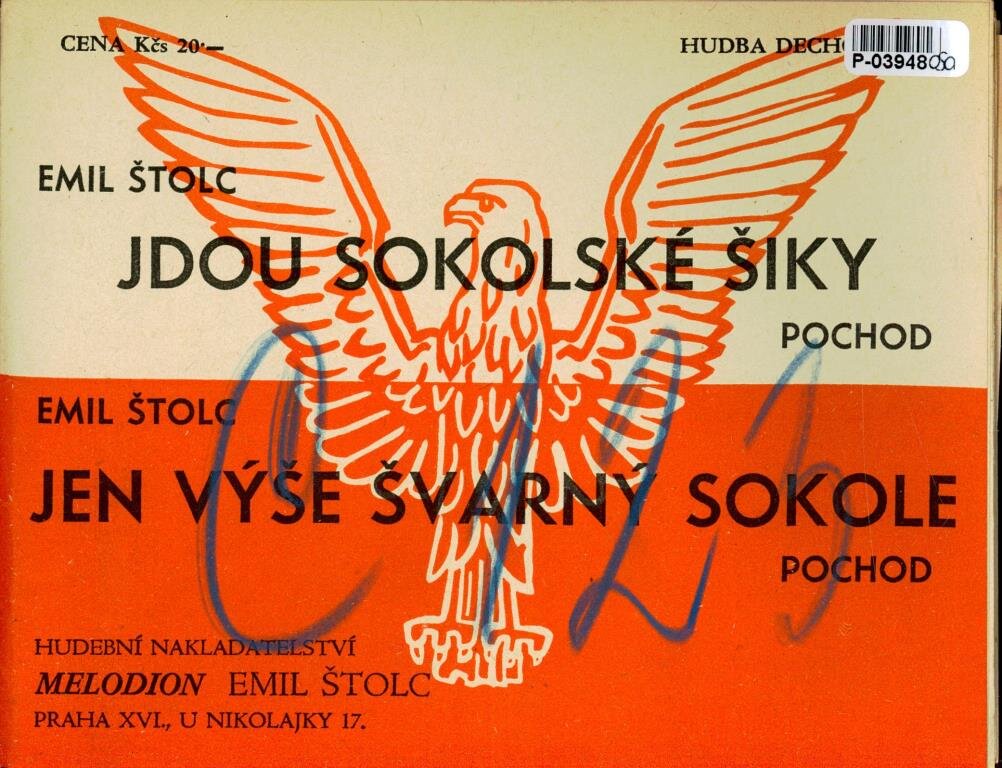 CENA Kčs 20·—
HUDBA
P-03948
EMIL ŠTOLC
JDOU SOKOLSKÉ ŠIKY
POCHOD
EMIL ŠTOLC
JEN VÝŠE ŠVARNÝ SOKOLE
POCHOD
C 123
HUDEBNÍ NAKLADATELSTVÍ
MELODION EMIL ŠTOLC
PRAHA XVI., U NIKOLAJKY 17.